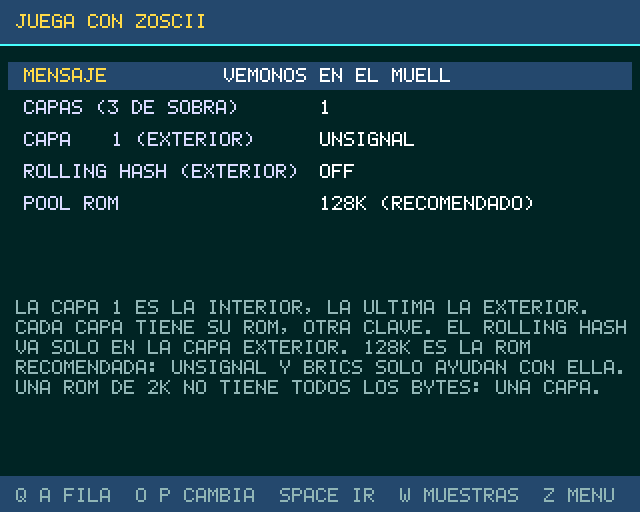 JUEGA CON ZOSCII
MENSAJE VEMONOS EN EL MUELL
CAPAS (3 DE SOBRA) 1
CAPA 1 (EXTERIOR) UNSIGNAL
ROLLING HASH (EXTERIOR) OFF
POOL ROM 128K (RECOMENDADO)
LA CAPA 1 ES LA INTERIOR, LA ULTIMA LA EXTERIOR.
CADA CAPA TIENE SU ROM, OTRA CLAVE. EL ROLLING HASH
VA SOLO EN LA CAPA EXTERIOR. 128K ES LA ROM
RECOMENDADA: UNSIGNAL Y BRICS SOLO AYUDAN CON ELLA.
UNA ROM DE 2K NO TIENE TODOS LOS BYTES: UNA CAPA.
Q A FILA O P CAMBIA SPACE IR W MUESTRAS Z MENU